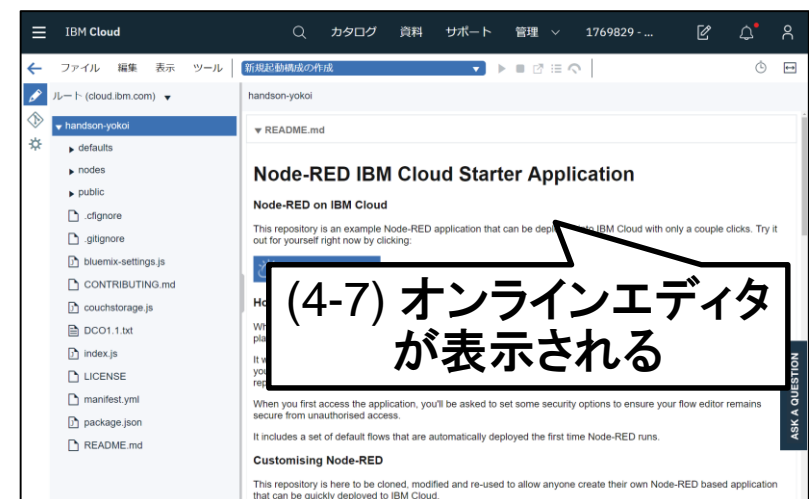 IBM Cloud
カタログ 資料 サポート 管理 1769829 - ...
ファイル 編集 表示 ツール 新規起動構成の作成
ルート (cloud.ibm.com)
handson-yokoi
handson-yokoi
defaults
nodes
public
.cfignore
.gitignore
bluemix-settings.js
CONTRIBUTING.md
couchstorage.js
DCO1.1.txt
index.js
LICENSE
manifest.yml
package.json
README.md
README.md
Node-RED IBM Cloud Starter Application
Node-RED on IBM Cloud
This repository is an example Node-RED application that can be into IBM Cloud with only a couple clicks. Try it
out for yourself right now by clicking:
(4-7) オンラインエディタ
が表示される
When you first access the application, you'll be asked to set some security options to ensure your flow editor remains
secure from unauthorised access.
It includes a set of default flows that are automatically deployed the first time Node-RED runs.
Customising Node-RED
This repository is here to be cloned, modified and re-used to allow anyone create their own Node-RED based application
that can be quickly deployed to IBM Cloud.
ASK A QUESTION